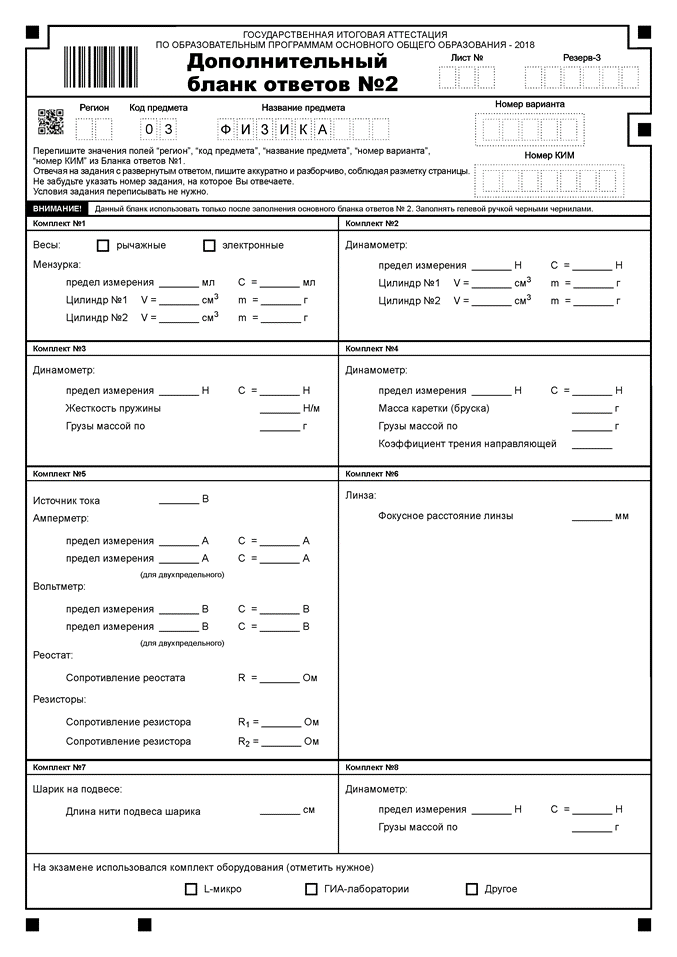 ГОСУДАРСТВЕННАЯ ИТОГОВАЯ АТТЕСТАЦИЯ
ПО ОБРАЗОВАТЕЛЬНЫМ ПРОГРАММАМ ОСНОВНОГО ОБЩЕГО ОБРАЗОВАНИЯ - 2018
Дополнительный
бланк ответов №2
Лист №
Резерв-3
Регион
Код предмета
Название предмета
Номер варианта
0 3
ФИЗИКА
Номер КИМ
Перепишите значения полей “регион”, “код предмета”, “название предмета”, “номер варианта”,
“номер КИМ” из Бланка ответов №1.
Отвечая на задания с развернутым ответом, пишите аккуратно и разборчиво, соблюдая разметку страницы.
Не забудьте указать номер задания, на которое Вы отвечаете.
Условия задания переписывать не нужно.
ВНИМАНИЕ! Данный бланк использовать только после заполнения основного бланка ответов № 2. Заполнять гелевой ручкой черными чернилами.
Комплект №1
Весы: рычажные электронные
Мензурка:
предел измерения _______ мл C = _______ мл
Цилиндр №1 V = _______ см³ m = _______ г
Цилиндр №2 V = _______ см³ m = _______ г
Комплект №2
Динамометр:
предел измерения _______ Н C = _______ Н
Цилиндр №1 V = _______ см³ m = _______ г
Цилиндр №2 V = _______ см³ m = _______ г
Комплект №3
Динамометр:
предел измерения _______ Н C = _______ Н
Жесткость пружины _______ Н/м
Грузы массой по _______ г
Комплект №4
Динамометр:
предел измерения _______ Н C = _______ Н
Масса каретки (бруска) _______ г
Грузы массой по _______ г
Коэффициент трения направляющей _______
Комплект №5
Источник тока _______ В
Амперметр:
предел измерения _______ А C = _______ А
предел измерения _______ А C = _______ А
(для двухпредельного)
Вольтметр:
предел измерения _______ В C = _______ В
предел измерения _______ В C = _______ В
(для двухпредельного)
Реостат:
Сопротивление реостата R = _______ Ом
Резисторы:
Сопротивление резистора R₁ = _______ Ом
Сопротивление резистора R₂ = _______ Ом
Комплект №6
Линза:
Фокусное расстояние линзы _______ мм
Комплект №7
Шарик на подвесе:
Длина нити подвеса шарика _______ см
Комплект №8
Динамометр:
предел измерения _______ Н C = _______ Н
Грузы массой по _______ г
На экзамене использовался комплект оборудования (отметить нужное)
L-микро ГИА-лаборатории Другое